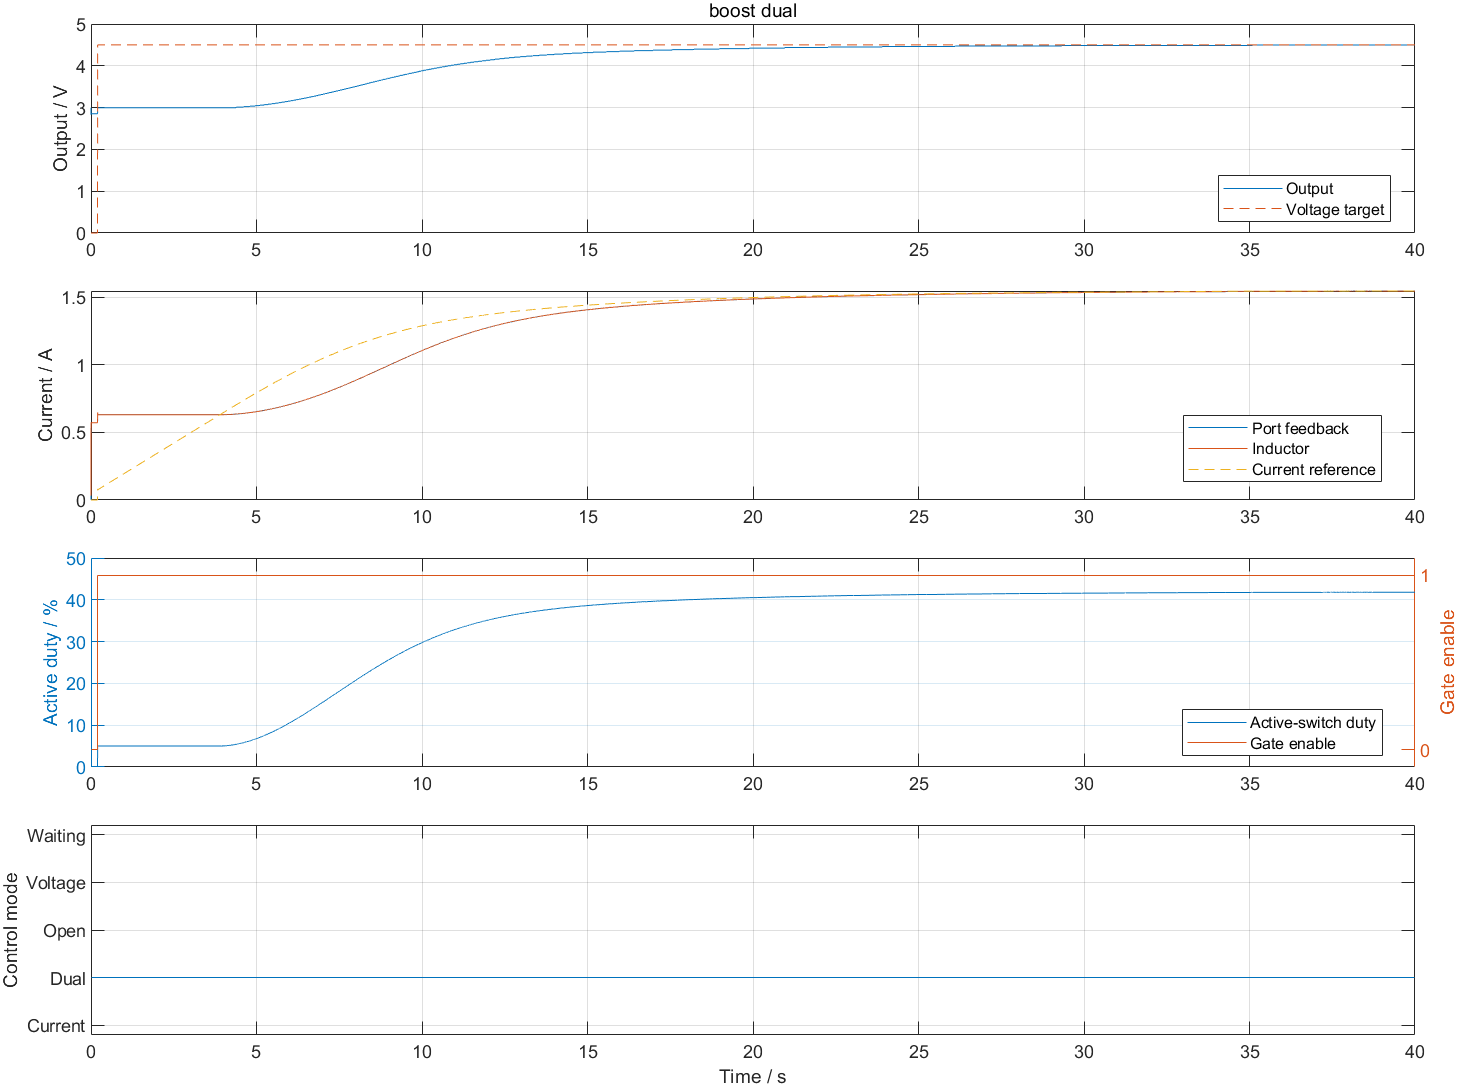 boost dual
5
4
3
2
1
0
Output / V
0 5 10 15 20 25 30 35 40
Output
Voltage target
1.5
1
0.5
0
Current / A
0 5 10 15 20 25 30 35 40
Port feedback
Inductor
Current reference
50
40
30
20
10
0
Active duty / %
1
0
Gate enable
0 5 10 15 20 25 30 35 40
Active-switch duty
Gate enable
Waiting
Voltage
Open
Dual
Current
Control mode
0 5 10 15 20 25 30 35 40
Time / s